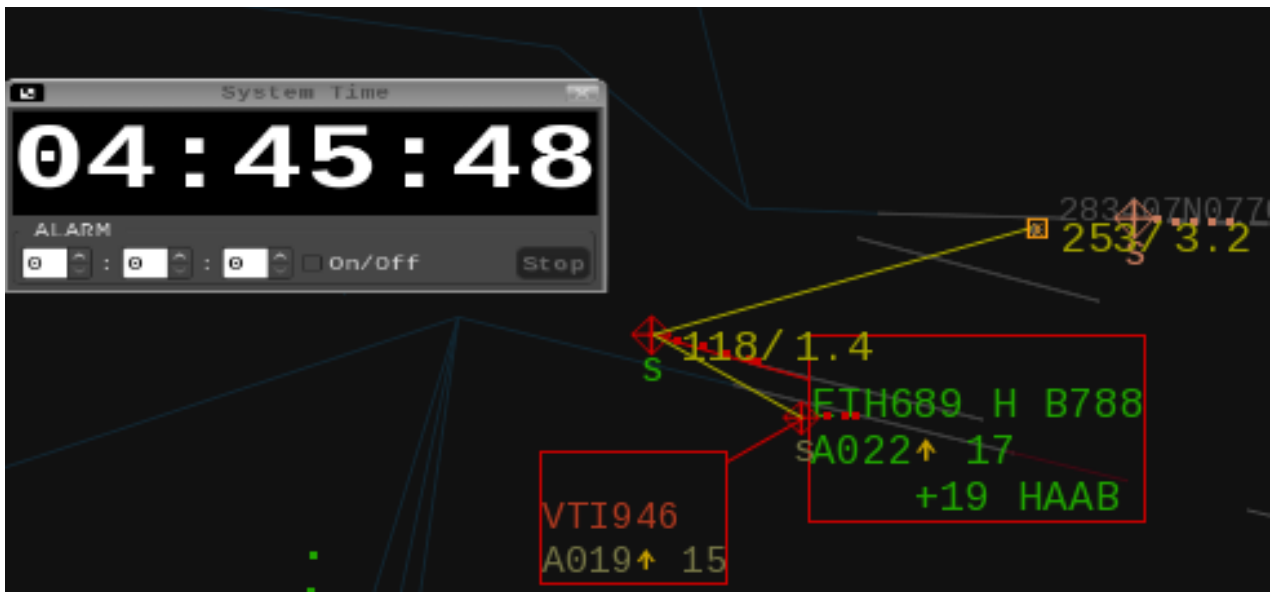 System Time
04:45:48
ALARM
0 : 0 : 0 On/Off Stop
253/ 3.2
S
118/ 1.4
S
ETH689 H B788
S
A022↑ 17
+19 HAAB
VTI946
A019↑ 15